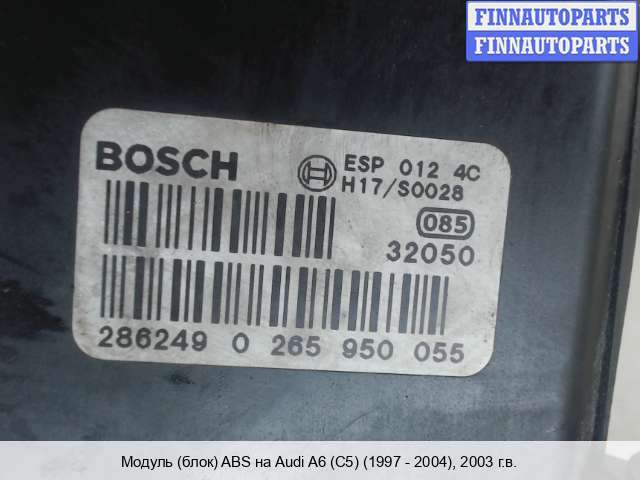 FINNAUTOPARTS
FINNAUTOPARTS
BOSCH
ESP 012 4C
H17/S0028
085
32050
286249 0 265 950 055
Модуль (блок) ABS на Audi A6 (C5) (1997 - 2004), 2003 г.в.